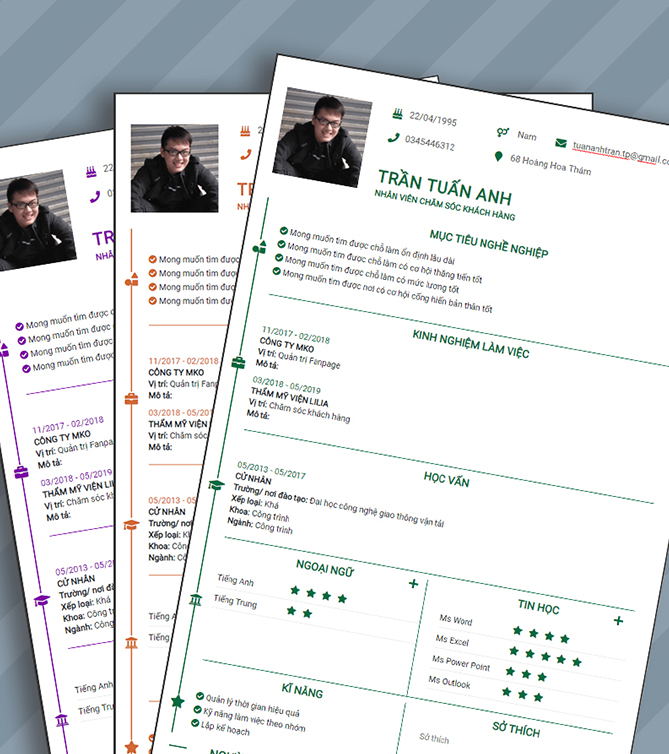 22/04/1995
Nam
tuananhtran.tp@gmail.co
0345446312
68 Hoàng Hoa Thám
TRẦN TUẤN ANH
NHÂN VIÊN CHĂM SÓC KHÁCH HÀNG
MỤC TIÊU NGHỀ NGHIỆP
Mong muốn tìm được chỗ làm ổn định lâu dài
Mong muốn tìm được chỗ làm có cơ hội thăng tiến tốt
Mong muốn tìm được chỗ làm có mức lương tốt
Mong muốn tìm được nơi có cơ hội cống hiến bản thân tốt
KINH NGHIỆM LÀM VIỆC
11/2017 - 02/2018
CÔNG TY MKO
Vị trí: Quản trị Fanpage
Mô tả:
03/2018 - 05/2019
THẨM MỸ VIỆN LILIA
Vị trí: Chăm sóc khách hàng
Mô tả:
HỌC VẤN
05/2013 - 05/2017
CỬ NHÂN
Trường/ nơi đào tạo: Đại học công nghệ giao thông vận tải
Xếp loại: Khá
Khoa: Công trình
Ngành: Công trình
NGOẠI NGỮ
Tiếng Anh
Tiếng Trung
TIN HỌC
Ms Word
Ms Excel
Ms Power Point
Ms Outlook
KĨ NĂNG
Quản lý thời gian hiệu quả
Kỹ năng làm việc theo nhóm
Lập kế hoạch
SỞ THÍCH
Sở thích
Mong muốn tìm được
Mong muốn tìm được
Mong muốn tìm được
Mong muốn tìm được
11/2017 - 02/2018
CÔNG TY MKO
Vị trí: Quản trị Fanp
Mô tả:
03/2018 - 05/201
THẨM MỸ VIỆN
Vị trí: Chăm sóc
Mô tả:
05/2013 - 05/
CỬ NHÂN
Trường/ nơi
Xếp loại: K
Khoa: Công
Ngành: Côn
Tiếng A
Tiếng
22
TR
NHÂ
Mong muốn tìm được c
Mong muốn tìm được
Mong muốn tìm được
Mong muốn tìm được
11/2017 - 02/2018
CÔNG TY MKO
Vị trí: Quản trị Fanpa
Mô tả:
03/2018 - 05/2019
THẨM MỸ VIỆN LIL
Vị trí: Chăm sóc kh
Mô tả:
05/2013 - 05
CỬ NHÂN
Trường/ nơi đà
Xếp loại: Khá
Khoa: Công tr
Ngành: Công
Tiếng Anh
Tiếng Tru